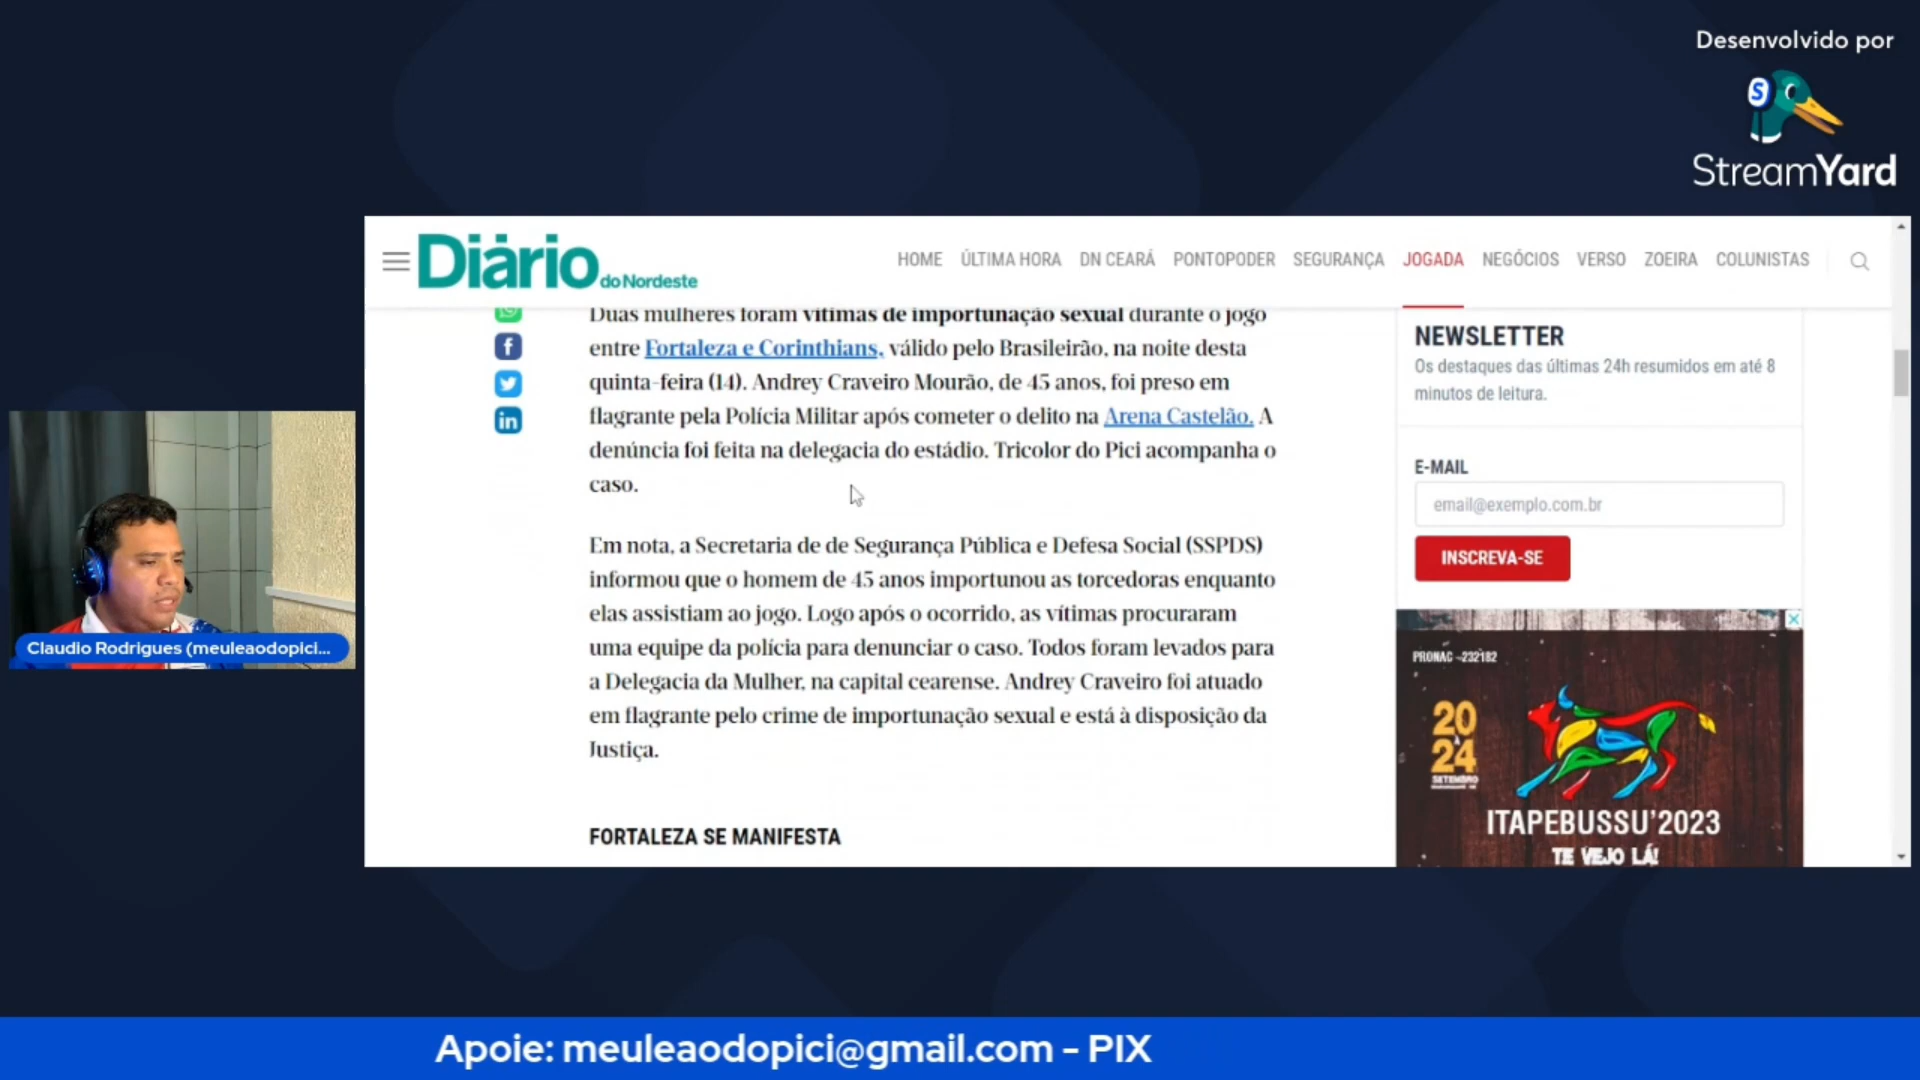 Desenvolvido por
S
StreamYard
Diário do Nordeste
HOME ÚLTIMA HORA DN CEARÁ PONTOPODER SEGURANÇA JOGADA NEGÓCIOS VERSO ZOEIRA COLUNISTAS
Duas mulheres foram vítimas de importunação sexual durante o jogo
entre Fortaleza e Corinthians, válido pelo Brasileirão, na noite desta
quinta-feira (14). Andrey Craveiro Mourão, de 45 anos, foi preso em
flagrante pela Polícia Militar após cometer o delito na Arena Castelão. A
denúncia foi feita na delegacia do estádio. Tricolor do Pici acompanha o
caso.
Em nota, a Secretaria de de Segurança Pública e Defesa Social (SSPDS)
informou que o homem de 45 anos importunou as torcedoras enquanto
elas assistiam ao jogo. Logo após o ocorrido, as vítimas procuraram
uma equipe da polícia para denunciar o caso. Todos foram levados para
a Delegacia da Mulher, na capital cearense. Andrey Craveiro foi atuado
em flagrante pelo crime de importunação sexual e está à disposição da
Justiça.
FORTALEZA SE MANIFESTA
NEWSLETTER
Os destaques das últimas 24h resumidos em até 8
minutos de leitura.
E-MAIL
email@exemplo.com.br
INSCREVA-SE
PRONAC -232182
20
A
24
SETEMBRO
ITAPEBUSSU'2023
TE VEJO LÁ!
Claudio Rodrigues (meuleaodopici...
Apoie: meuleaodopici@gmail.com - PIX